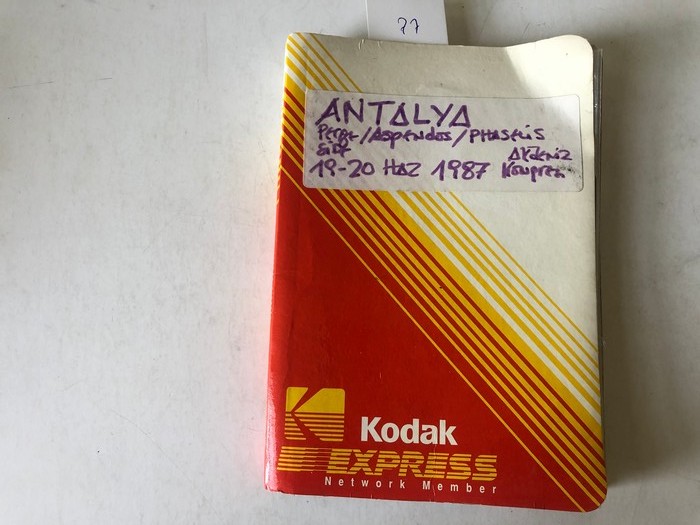 77
ANTALYA
PERGE/ASPENDOS/PHASELIS
SIDE AKDENIZ
19-20 HAZ 1987 Kongresi
Kodak
EXPRESS
Network Member